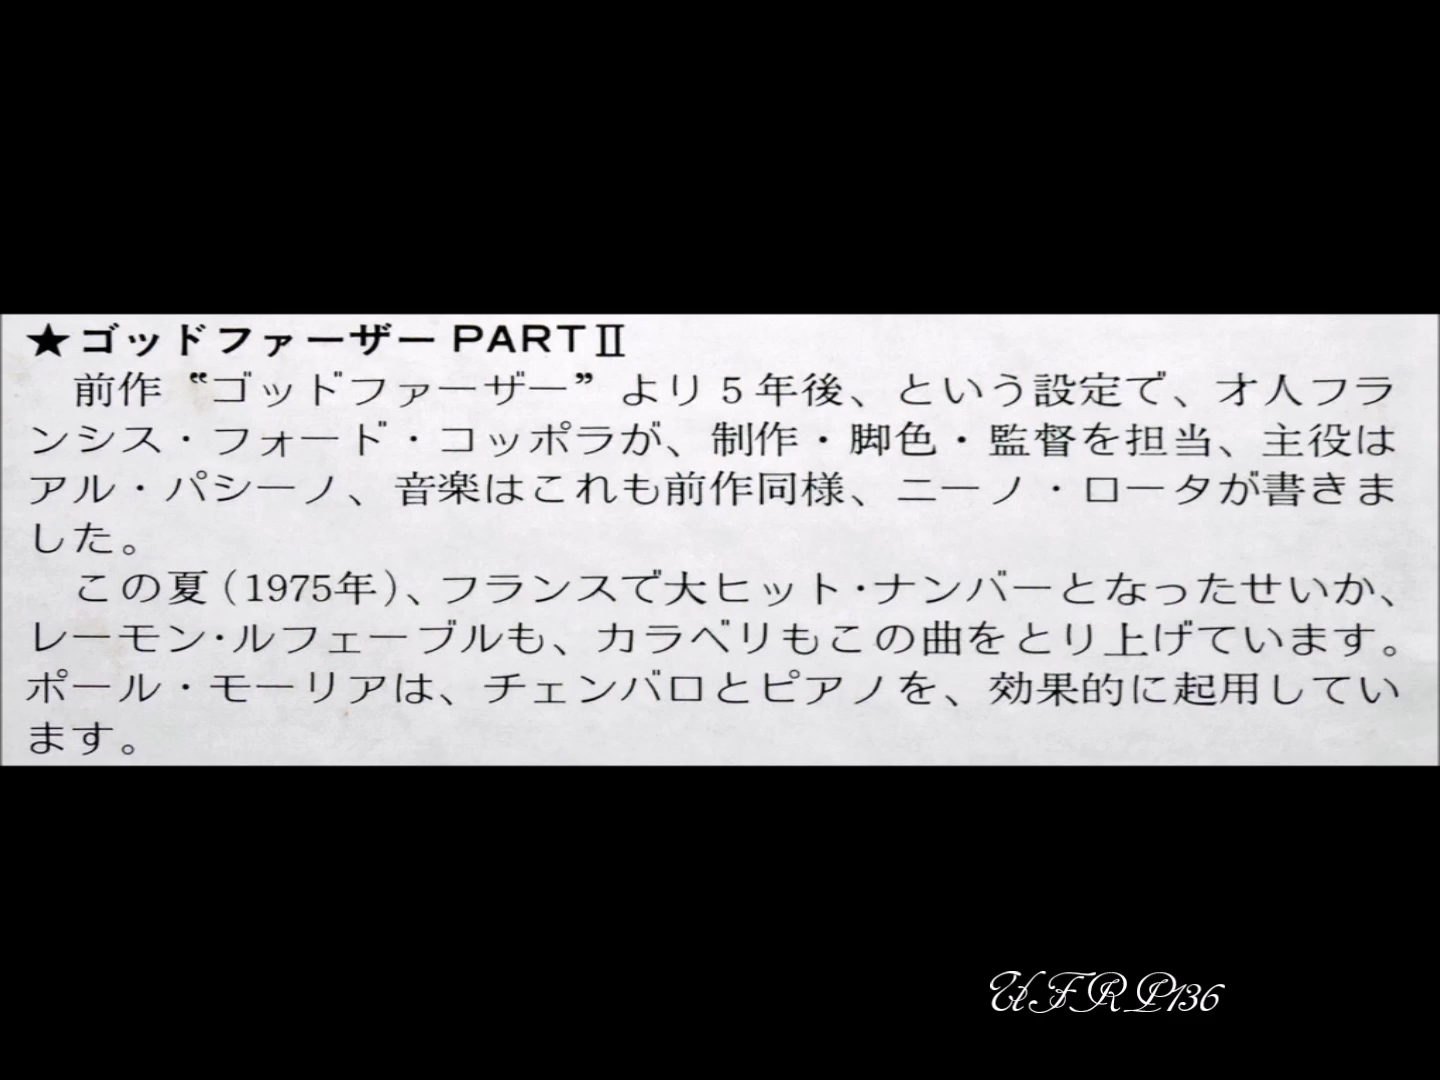 ★ゴッドファーザーPARTⅡ
前作〝ゴッドファーザー”より5年後、という設定で、才人フラ
ンシス・フォード・コッポラが、制作・脚色・監督を担当、主役は
アル・パシーノ、音楽はこれも前作同様、ニーノ・ロータが書きま
した。
この夏(1975年)、フランスで大ヒット・ナンバーとなったせいか、
レーモン・ルフェーブルも、カラベリもこの曲をとり上げています。
ポール・モーリアは、チェンバロとピアノを、効果的に起用してい
ます。
UFRP136